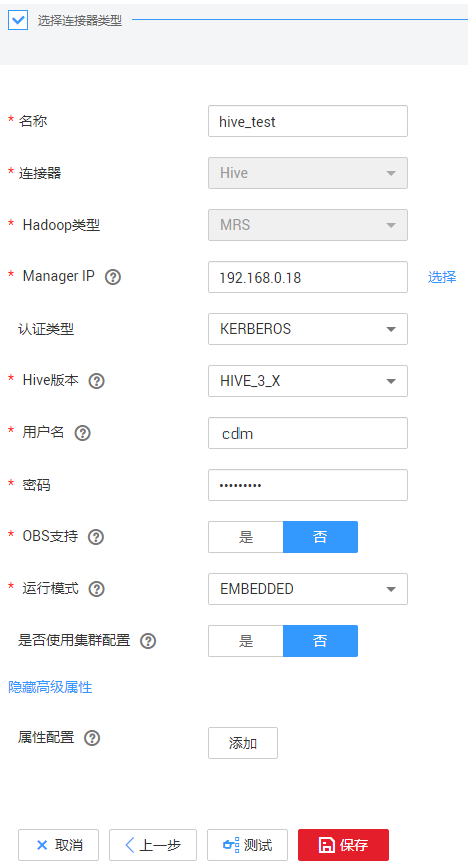 选择连接器类型
* 名称 hive_test
* 连接器 Hive
* Hadoop类型 MRS
* Manager IP ? 192.168.0.18 选择
认证类型 KERBEROS
* Hive版本 ? HIVE_3_X
* 用户名 ? cdm
* 密码 •••••••••
* OBS支持 ? 是 否
* 运行模式 ? EMBEDDED
是否使用集群配置 ? 是 否
隐藏高级属性
属性配置 ? 添加
取消 上一步 测试 保存